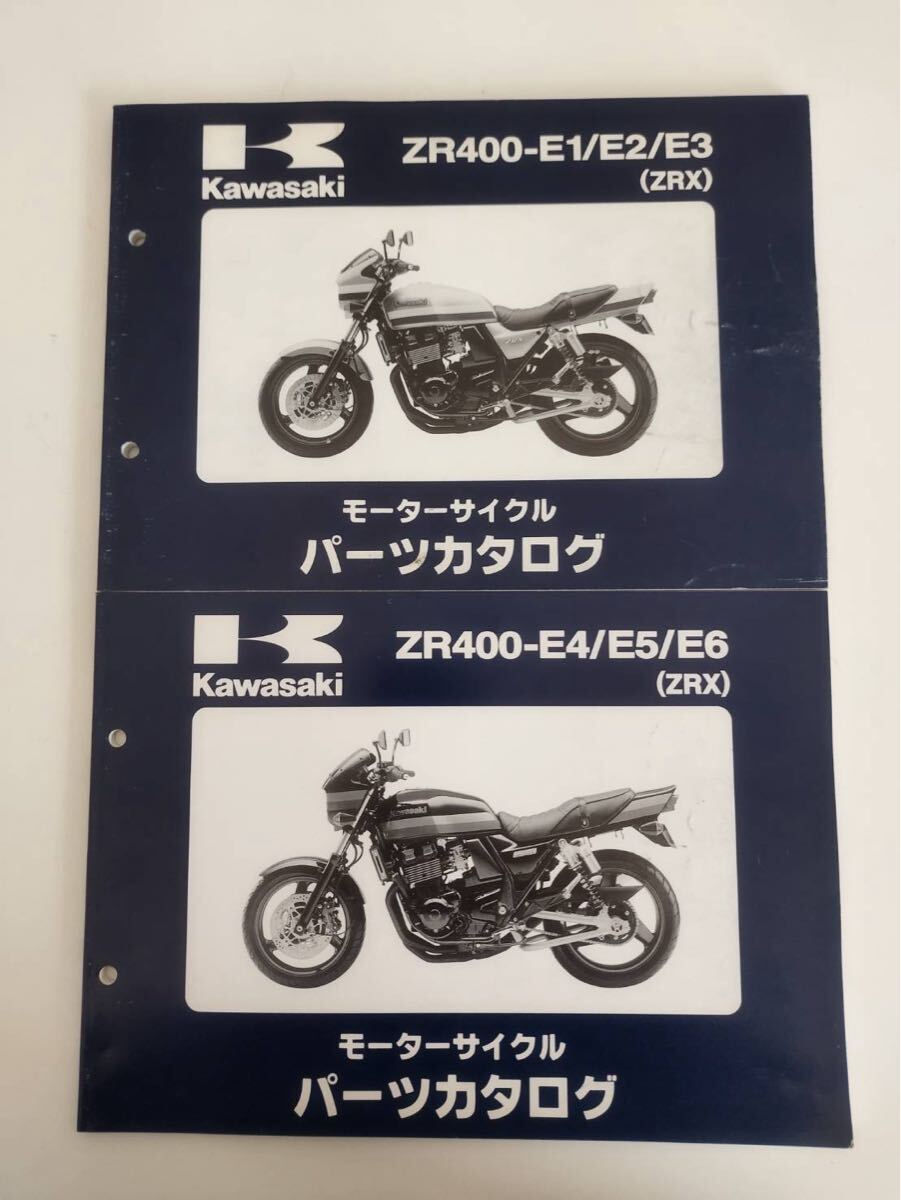 ZR400-E1/E2/E3
Kawasaki
(ZRX)
Kawasaki
モーターサイクル
パーツカタログ
ZR400-E4/E5/E6
Kawasaki
(ZRX)
Kawasaki
モーターサイクル
パーツカタログ